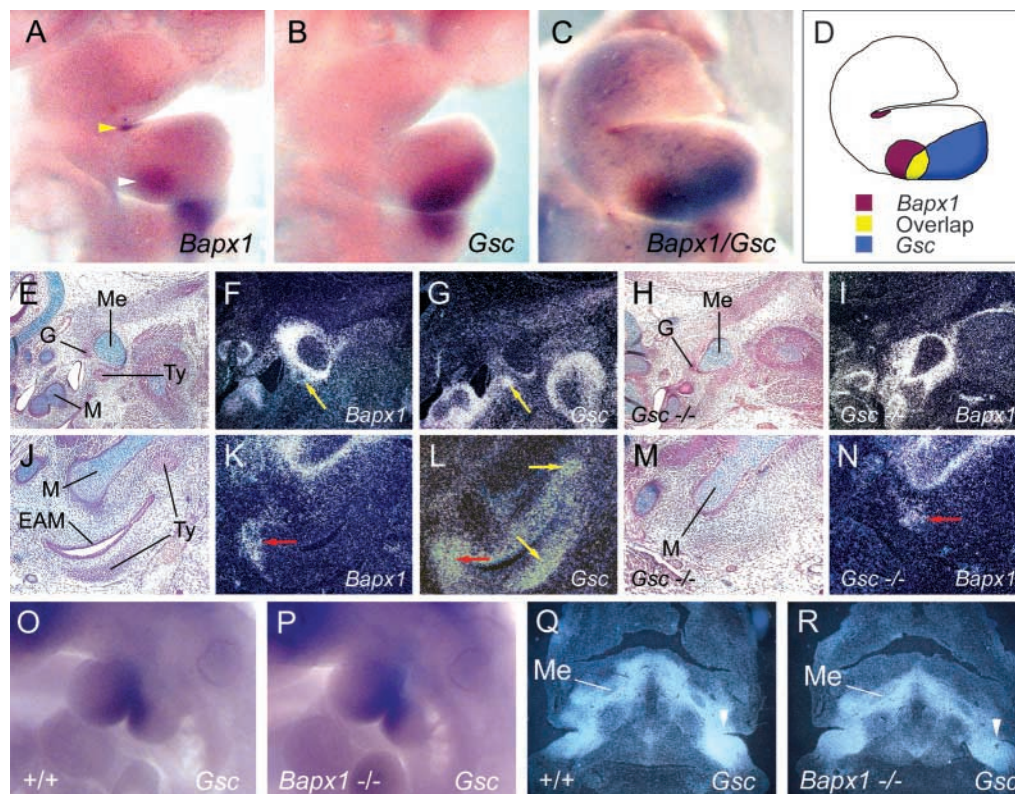 A
Bapx1
B
Gsc
C
Bapx1/Gsc
D
Bapx1
Overlap
Gsc
E
Me
G
Ty
M
F
Bapx1
G
Gsc
H
Me
G
Gsc -/-
I
Gsc -/-
Bapx1
J
M
EAM
Ty
K
Bapx1
L
Gsc
M
M
Gsc -/-
N
Gsc -/-
Bapx1
O
+/+
Gsc
P
Bapx1 -/-
Gsc
Q
Me
+/+
Gsc
R
Me
Bapx1 -/-
Gsc